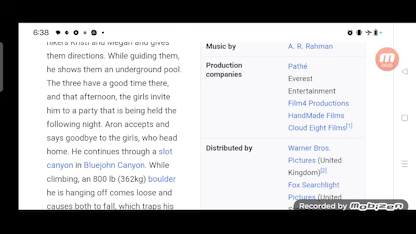 6:38
hikers Kristi and Megan and gives
them directions. While guiding them,
he shows them an underground pool.
The three have a good time there,
and that afternoon, the girls invite
him to a party that is being held the
following night. Aron accepts and
says goodbye to the girls, who head
home. He continues through a slot
canyon in Bluejohn Canyon. While
climbing, an 800 lb (362kg) boulder
he is hanging off comes loose and
causes both to fall, which traps his
Music by
A. R. Rahman
Production
companies
Pathé
Everest
Entertainment
Film4 Productions
HandMade Films
Cloud Eight Films[1]
Distributed by
Warner Bros.
Pictures (United
Kingdom)[2]
Fox Searchlight
Pictures (United
Recorded by Mobizen